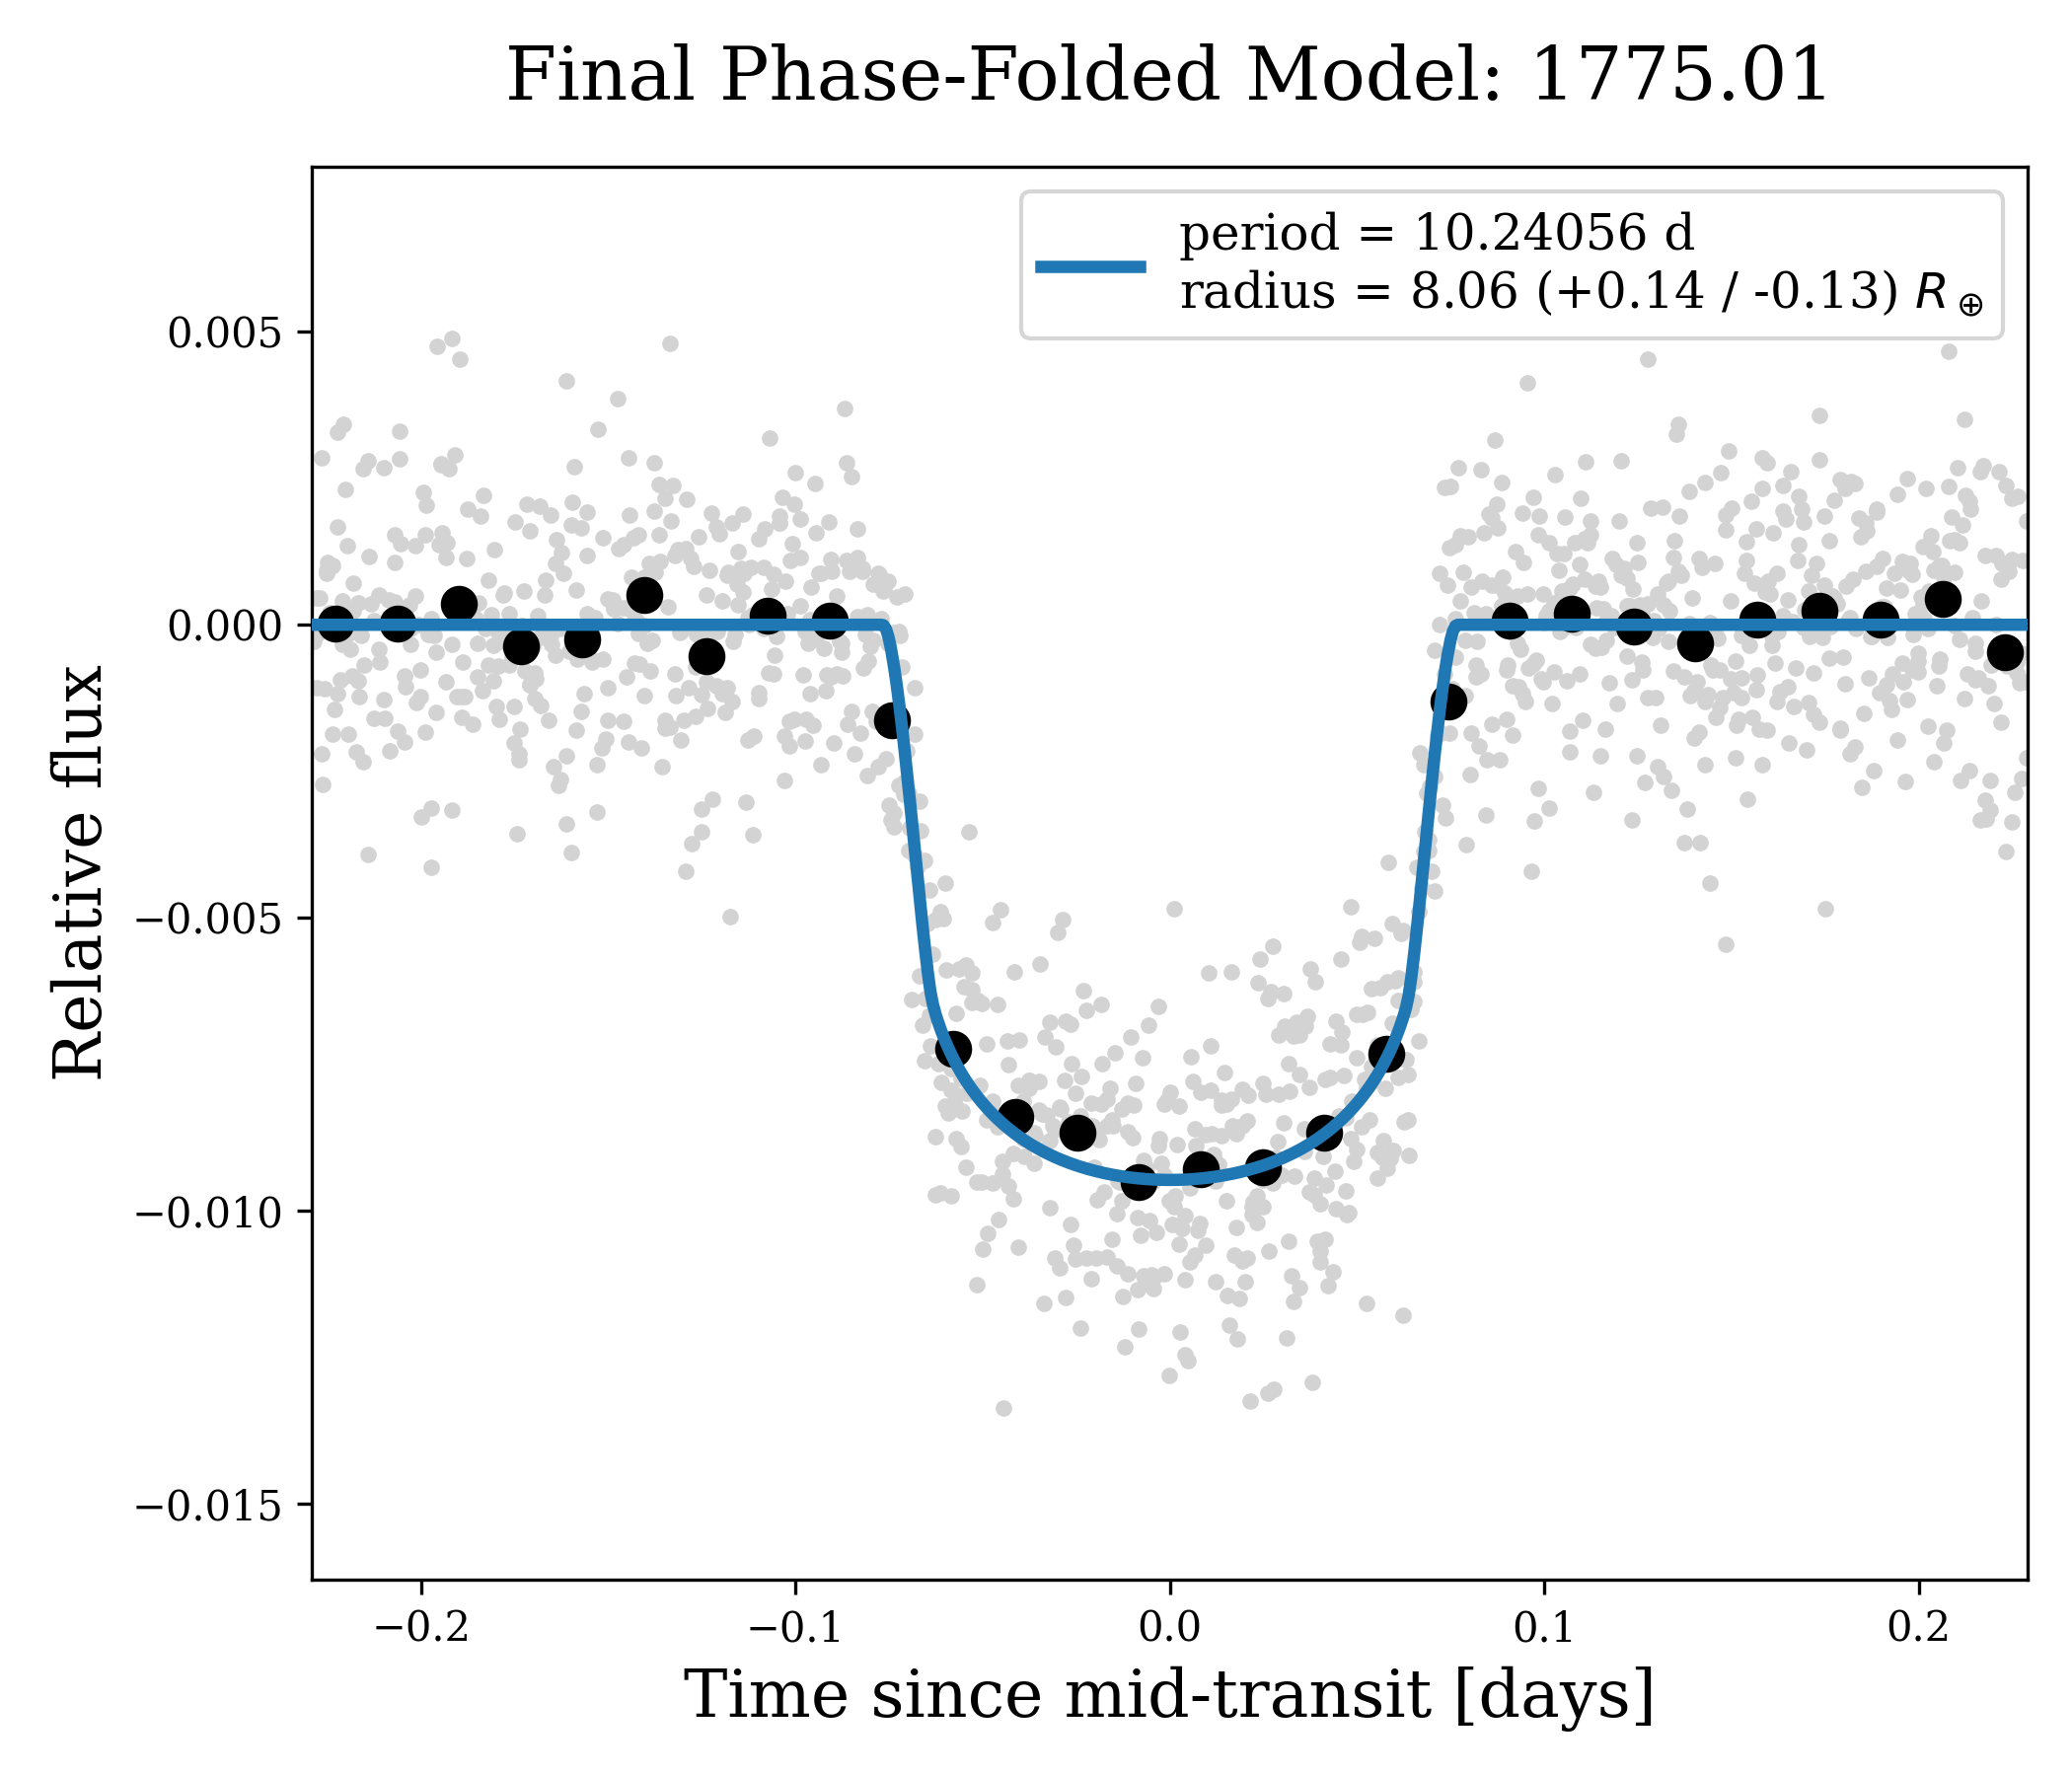 Final Phase-Folded Model: 1775.01
period = 10.24056 d
radius = 8.06 (+0.14 / -0.13) R⊕
0.005
0.000
−0.005
−0.010
−0.015
Relative flux
−0.2
−0.1
0.0
0.1
0.2
Time since mid-transit [days]